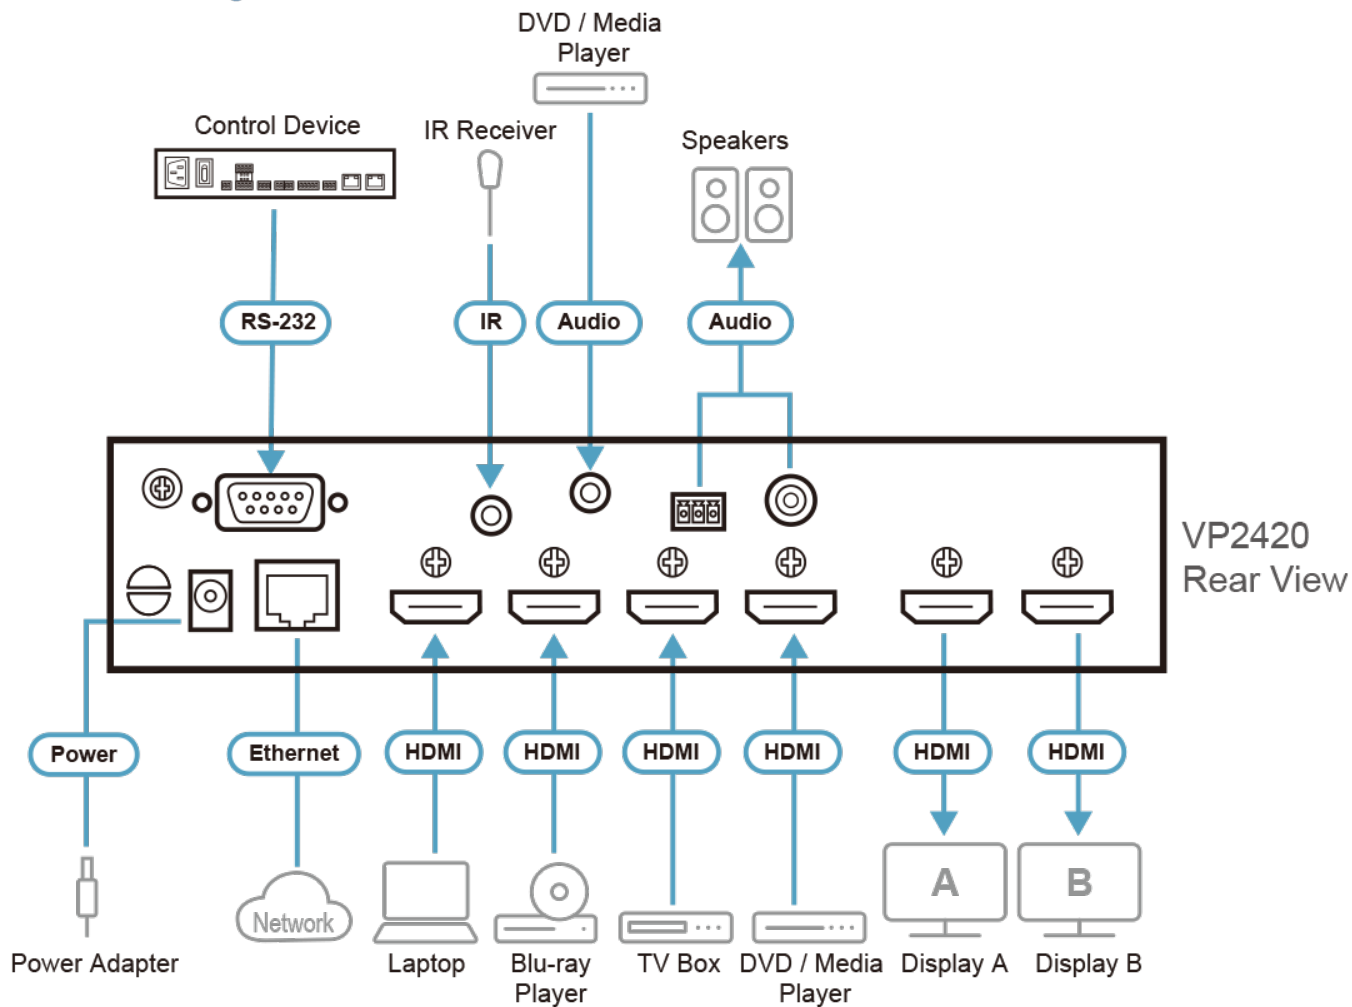 DVD / Media
Player
Control Device
IR Receiver
Speakers
RS-232
IR
Audio
Audio
VP2420
Rear View
Power
Ethernet
HDMI
HDMI
HDMI
HDMI
HDMI
HDMI
A
B
Network
Power Adapter
Laptop
Blu-ray
Player
TV Box
DVD / Media
Player
Display A
Display B